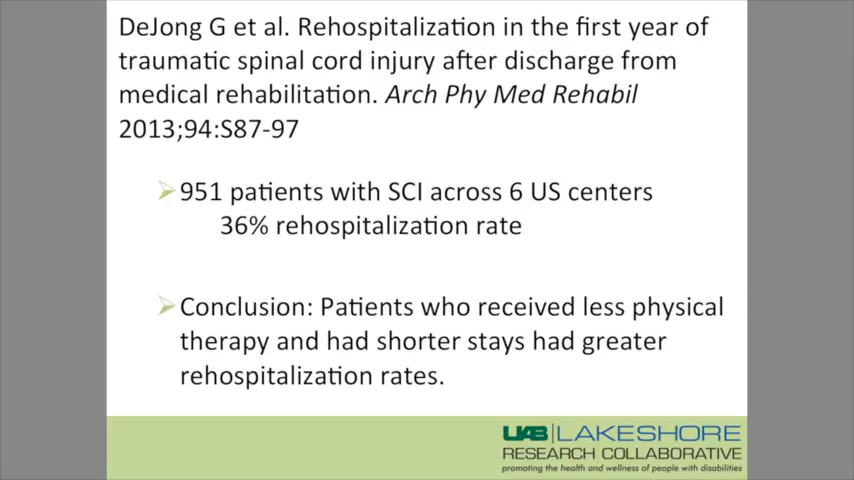 DeJong G et al. Rehospitalization in the first year of
traumatic spinal cord injury after discharge from
medical rehabilitation. Arch Phy Med Rehabil
2013;94:S87-97
951 patients with SCI across 6 US centers
36% rehospitalization rate
Conclusion: Patients who received less physical
therapy and had shorter stays had greater
rehospitalization rates.
UAB LAKESHORE
RESEARCH COLLABORATIVE
promoting the health and wellness of people with disabilities